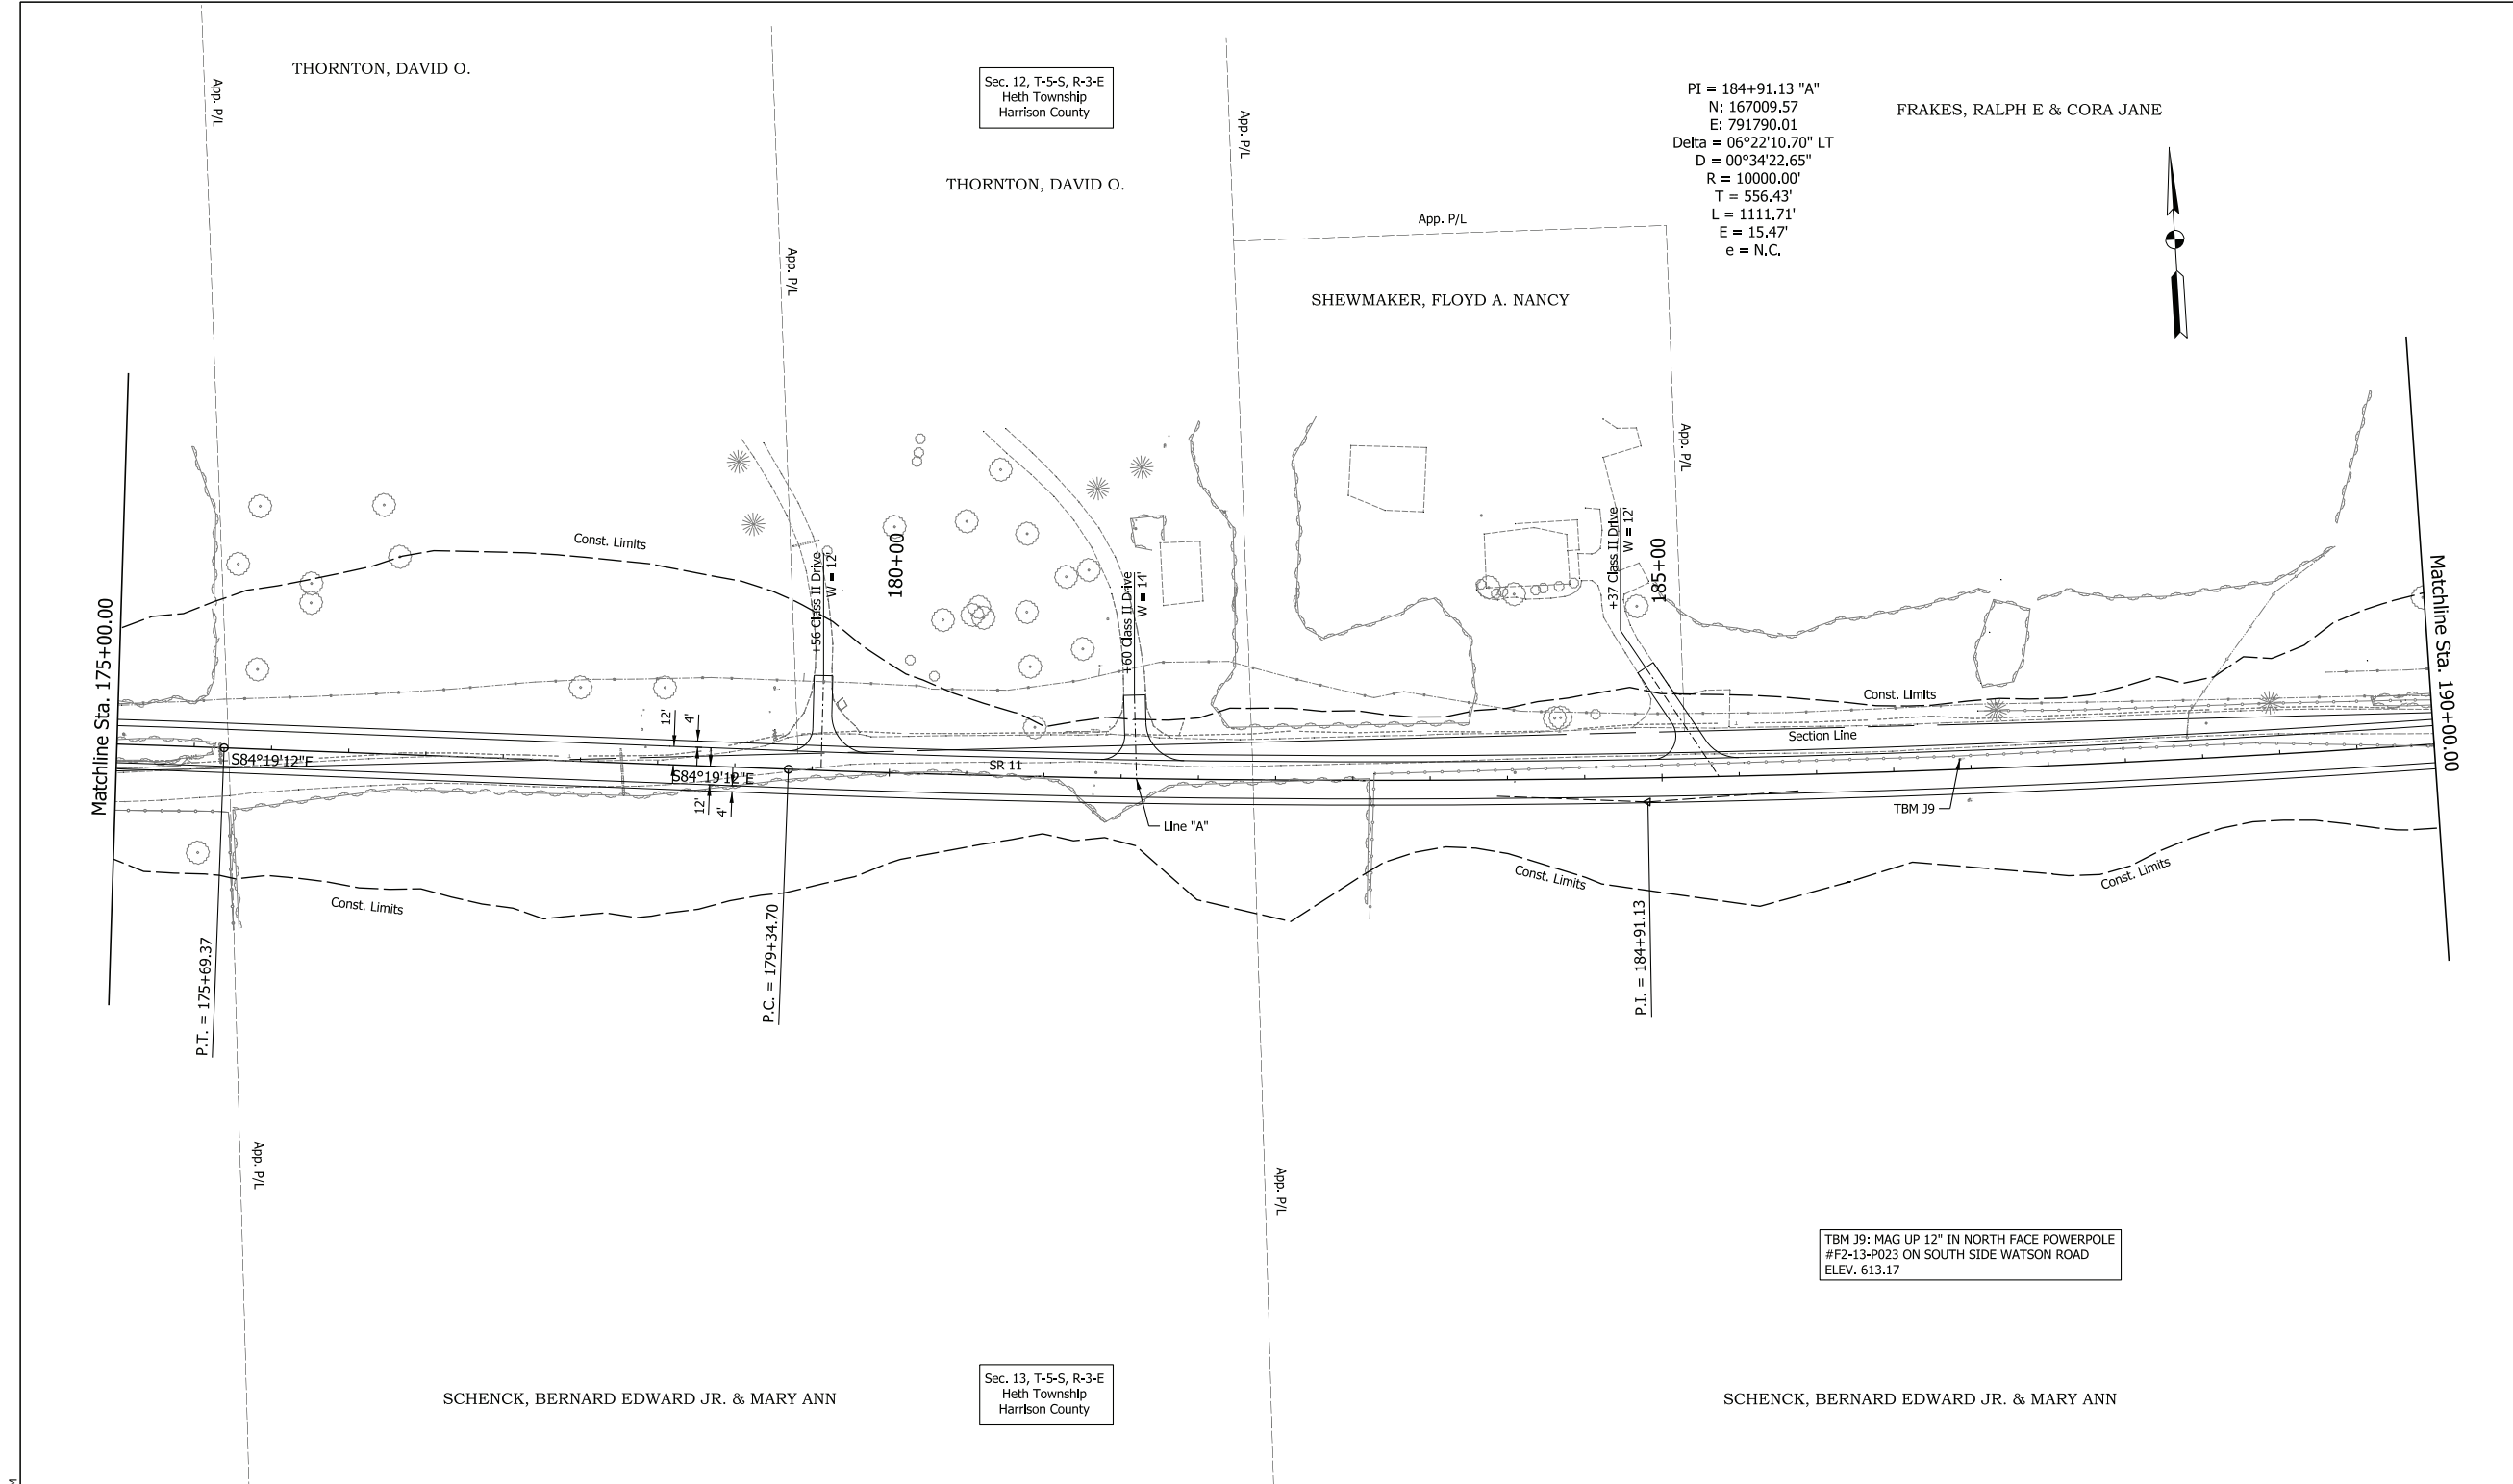 THORNTON, DAVID O.
Sec. 12, T-5-S, R-3-E
Heth Township
Harrison County
PI = 184+91.13 "A"
N: 167009.57
E: 791790.01
Delta = 06°22'10.70" LT
D = 00°34'22.65"
R = 10000.00'
T = 556.43'
L = 1111.71'
E = 15.47'
e = N.C.
FRAKES, RALPH E & CORA JANE
App. P/L
App. P/L
THORNTON, DAVID O.
App. P/L
App. P/L
SHEWMAKER, FLOYD A. NANCY
App. P/L
Const. Limits
+56 Class II Drive
W = 12'
180+00
+60 Class II Drive
W = 14'
+37 Class II Drive
W = 12'
185+00
Matchline Sta. 175+00.00
Matchline Sta. 190+00.00
Const. Limits
12'
4'
Section Line
S84°19'12"E
S84°19'12"E
SR 11
12'
4'
Line "A"
TBM J9
Const. Limits
Const. Limits
Const. Limits
P.T. = 175+69.37
P.C. = 179+34.70
P.I. = 184+91.13
App. P/L
App. P/L
TBM J9: MAG UP 12" IN NORTH FACE POWERPOLE
#F2-13-P023 ON SOUTH SIDE WATSON ROAD
ELEV. 613.17
SCHENCK, BERNARD EDWARD JR. & MARY ANN
Sec. 13, T-5-S, R-3-E
Heth Township
Harrison County
SCHENCK, BERNARD EDWARD JR. & MARY ANN